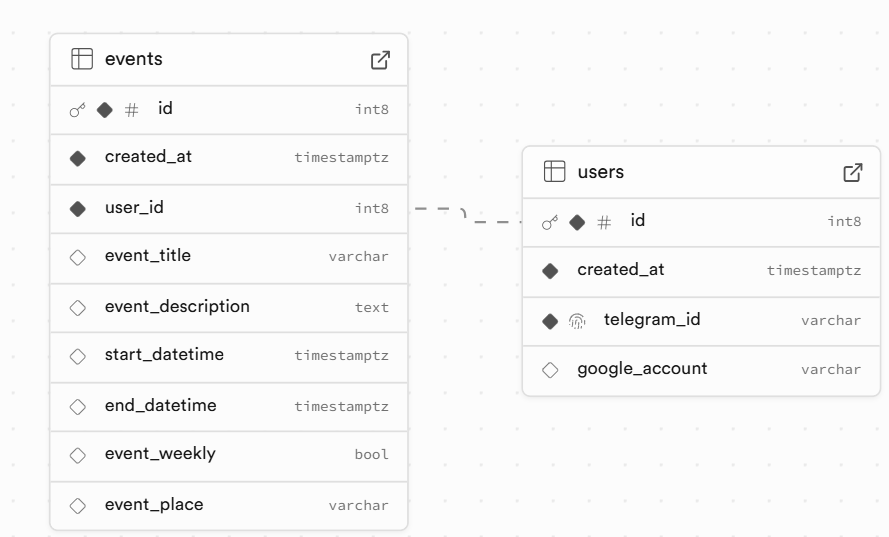 events
id int8
created_at timestamptz
user_id int8
event_title varchar
event_description text
start_datetime timestamptz
end_datetime timestamptz
event_weekly bool
event_place varchar
users
id int8
created_at timestamptz
telegram_id varchar
google_account varchar